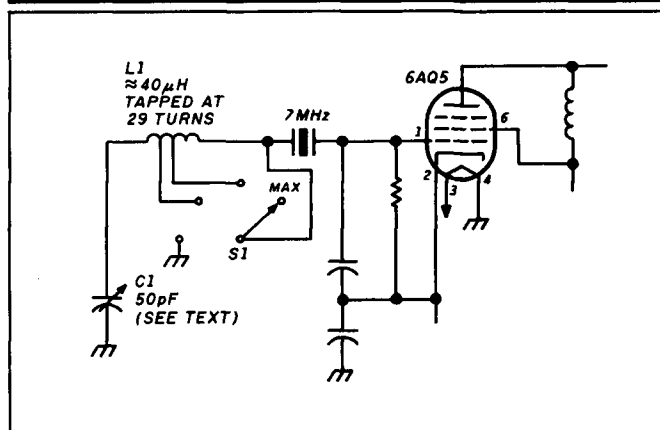 L1
≈40μH
TAPPED AT
29 TURNS
6AQ5
7MHz
1
6
MAX
2
3
4
S1
C1
50pF
(SEE TEXT)